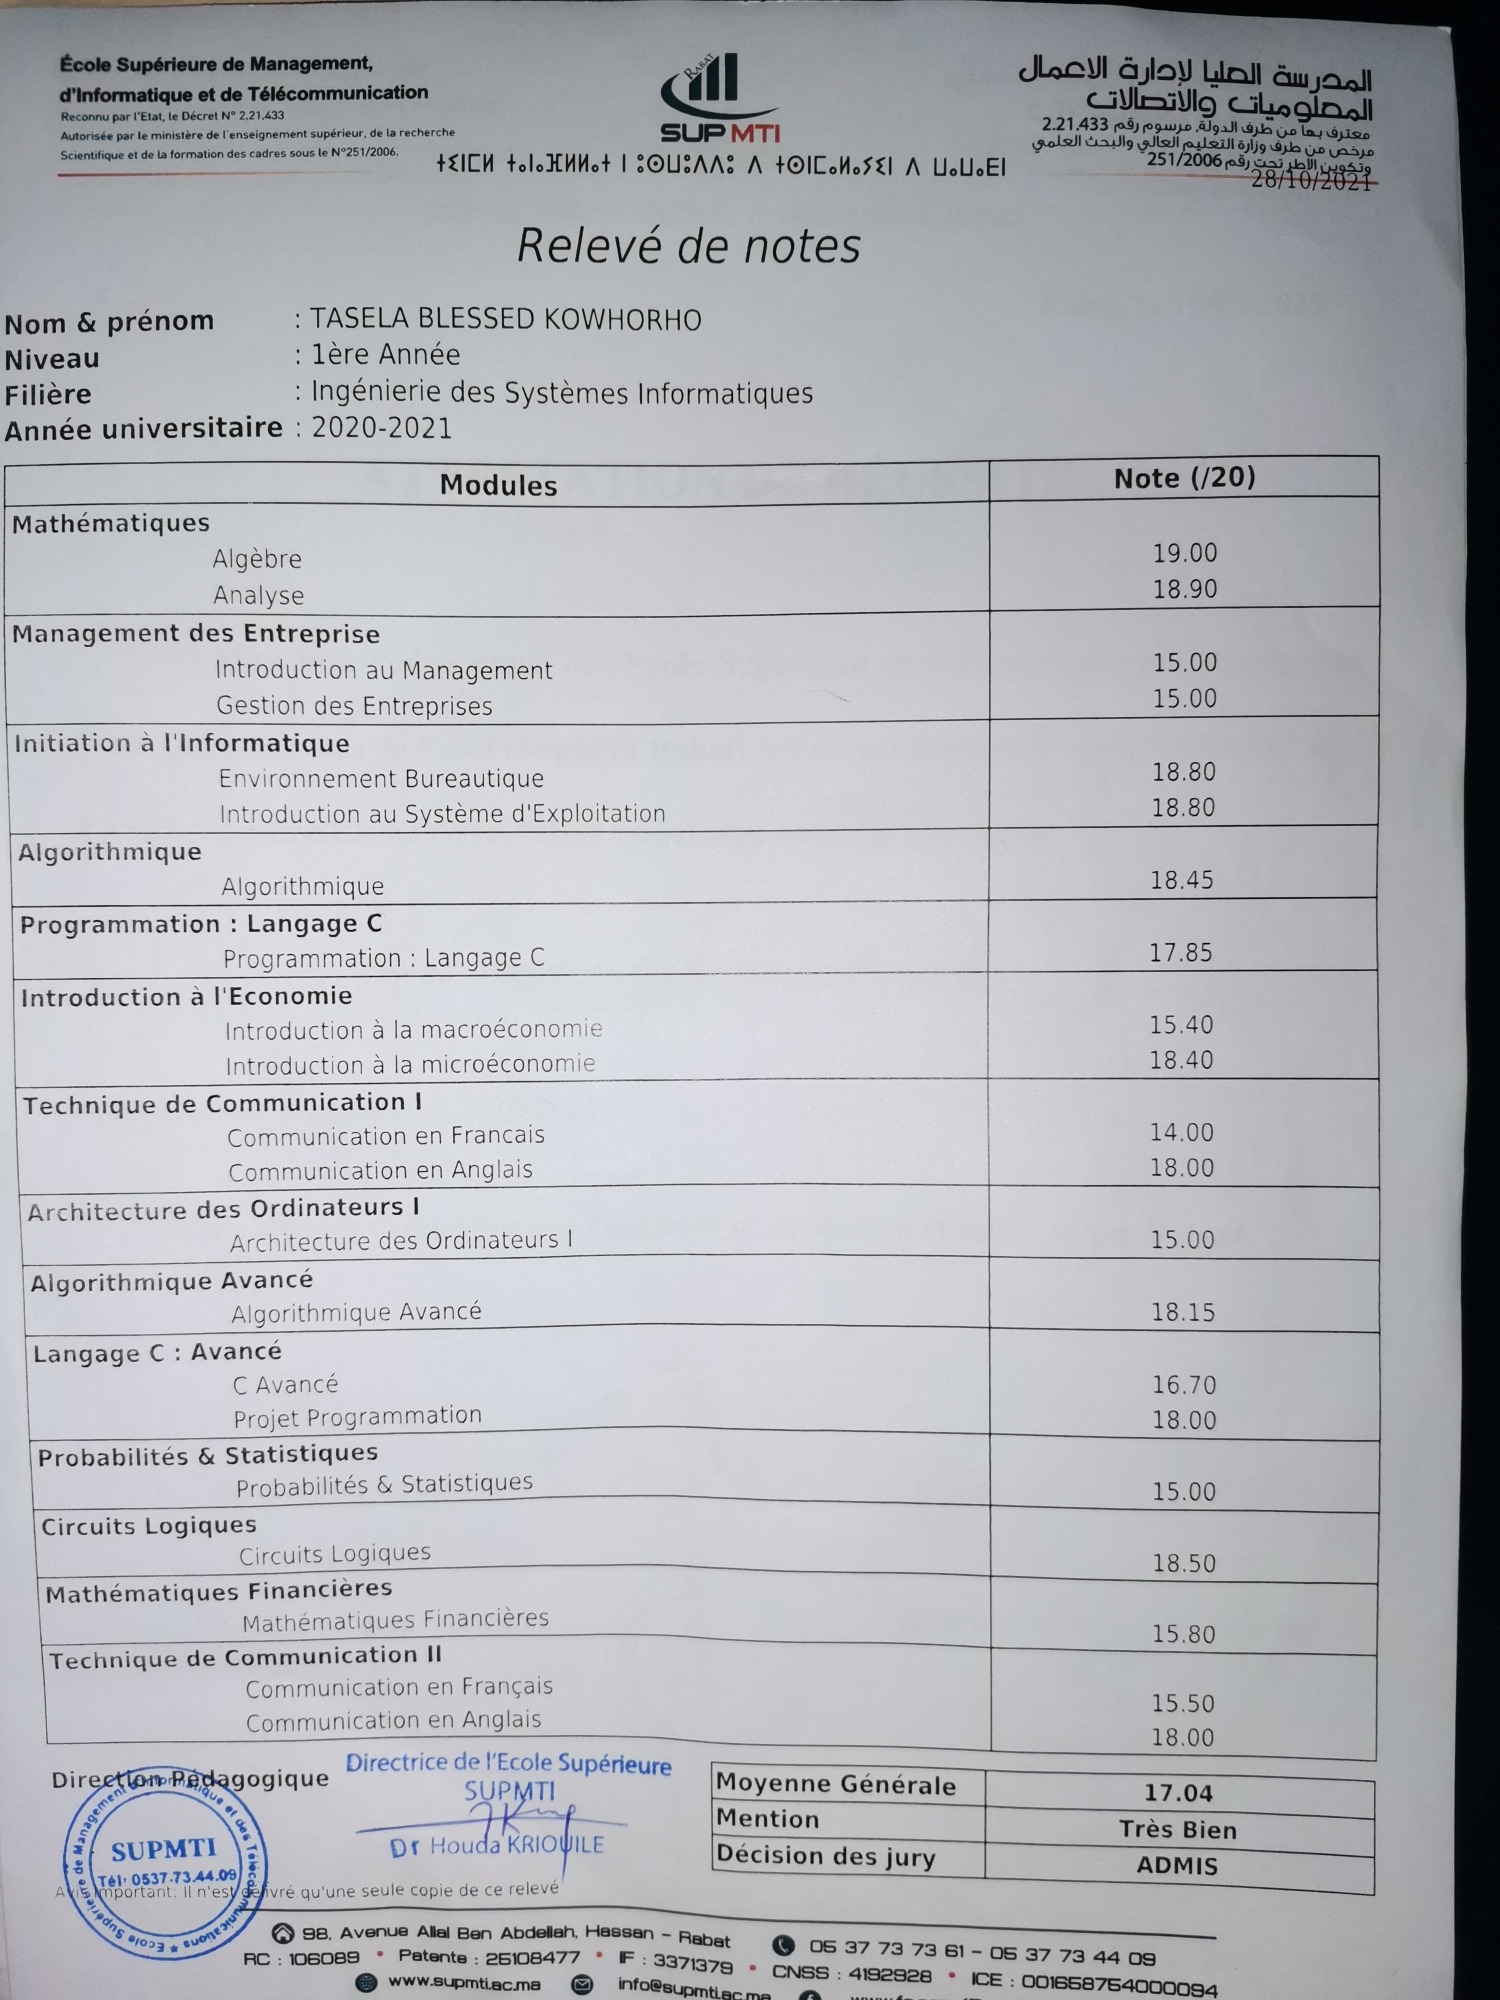 École Supérieure de Management,
d'Informatique et de Télécommunication
Reconnu par l'Etat, le Décret N° 2.21.433
Autorisée par le ministère de l'enseignement supérieur, de la recherche
Scientifique et de la formation des cadres sous le N°251/2006.
RABAT
SUP MTI
ⵜⵉⵏⵎⵍ ⵜⴰⵏⴰⴼⵍⵍⴰⵜ ⵏ ⵓⵙⵡⵓⴷⴷⵓ ⴷ ⵜⵙⵏⵎⴰⵍⴰⵢⵉⵏ ⴷ ⵡⴰⵡⴰⴹⵏ
المدرسة العليا لإدارة الاعمال
المعلوميات والاتصالات
معترف بها من طرف الدولة, مرسوم رقم 2.21.433
مرخص من طرف وزارة التعليم العالي والبحث العلمي
وتكوين الأطر تحت رقم 251/2006
28/10/2021
Relevé de notes
Nom & prénom : TASELA BLESSED KOWHORHO
Niveau : 1ère Année
Filière : Ingénierie des Systèmes Informatiques
Année universitaire : 2020-2021
Modules Note (/20)
Mathématiques
Algèbre 19.00
Analyse 18.90
Management des Entreprise
Introduction au Management 15.00
Gestion des Entreprises 15.00
Initiation à l'Informatique
Environnement Bureautique 18.80
Introduction au Système d'Exploitation 18.80
Algorithmique
Algorithmique 18.45
Programmation : Langage C
Programmation : Langage C 17.85
Introduction à l'Economie
Introduction à la macroéconomie 15.40
Introduction à la microéconomie 18.40
Technique de Communication I
Communication en Francais 14.00
Communication en Anglais 18.00
Architecture des Ordinateurs I
Architecture des Ordinateurs I 15.00
Algorithmique Avancé
Algorithmique Avancé 18.15
Langage C : Avancé
C Avancé 16.70
Projet Programmation 18.00
Probabilités & Statistiques
Probabilités & Statistiques 15.00
Circuits Logiques
Circuits Logiques 18.50
Mathématiques Financières
Mathématiques Financières 15.80
Technique de Communication II
Communication en Français 15.50
Communication en Anglais 18.00
Direction Pédagogique
Directrice de l'Ecole Supérieure
SUPMTI
Dr Houda KRIOUILE
Ecole Supérieure de Management d'Informatique et des Télécommunications
SUPMTI
Tél: 0537.73.44.09
Moyenne Générale 17.04
Mention Très Bien
Décision des jury ADMIS
Avis important: Il n'est délivré qu'une seule copie de ce relevé
98, Avenue Allal Ben Abdellah, Hassan - Rabat 05 37 73 73 61 - 05 37 73 44 09
RC : 106089 • Patente : 25108477 • IF : 3371379 • CNSS : 4192928 • ICE : 001658754000094
www.supmti.ac.ma info@supmti.ac.ma